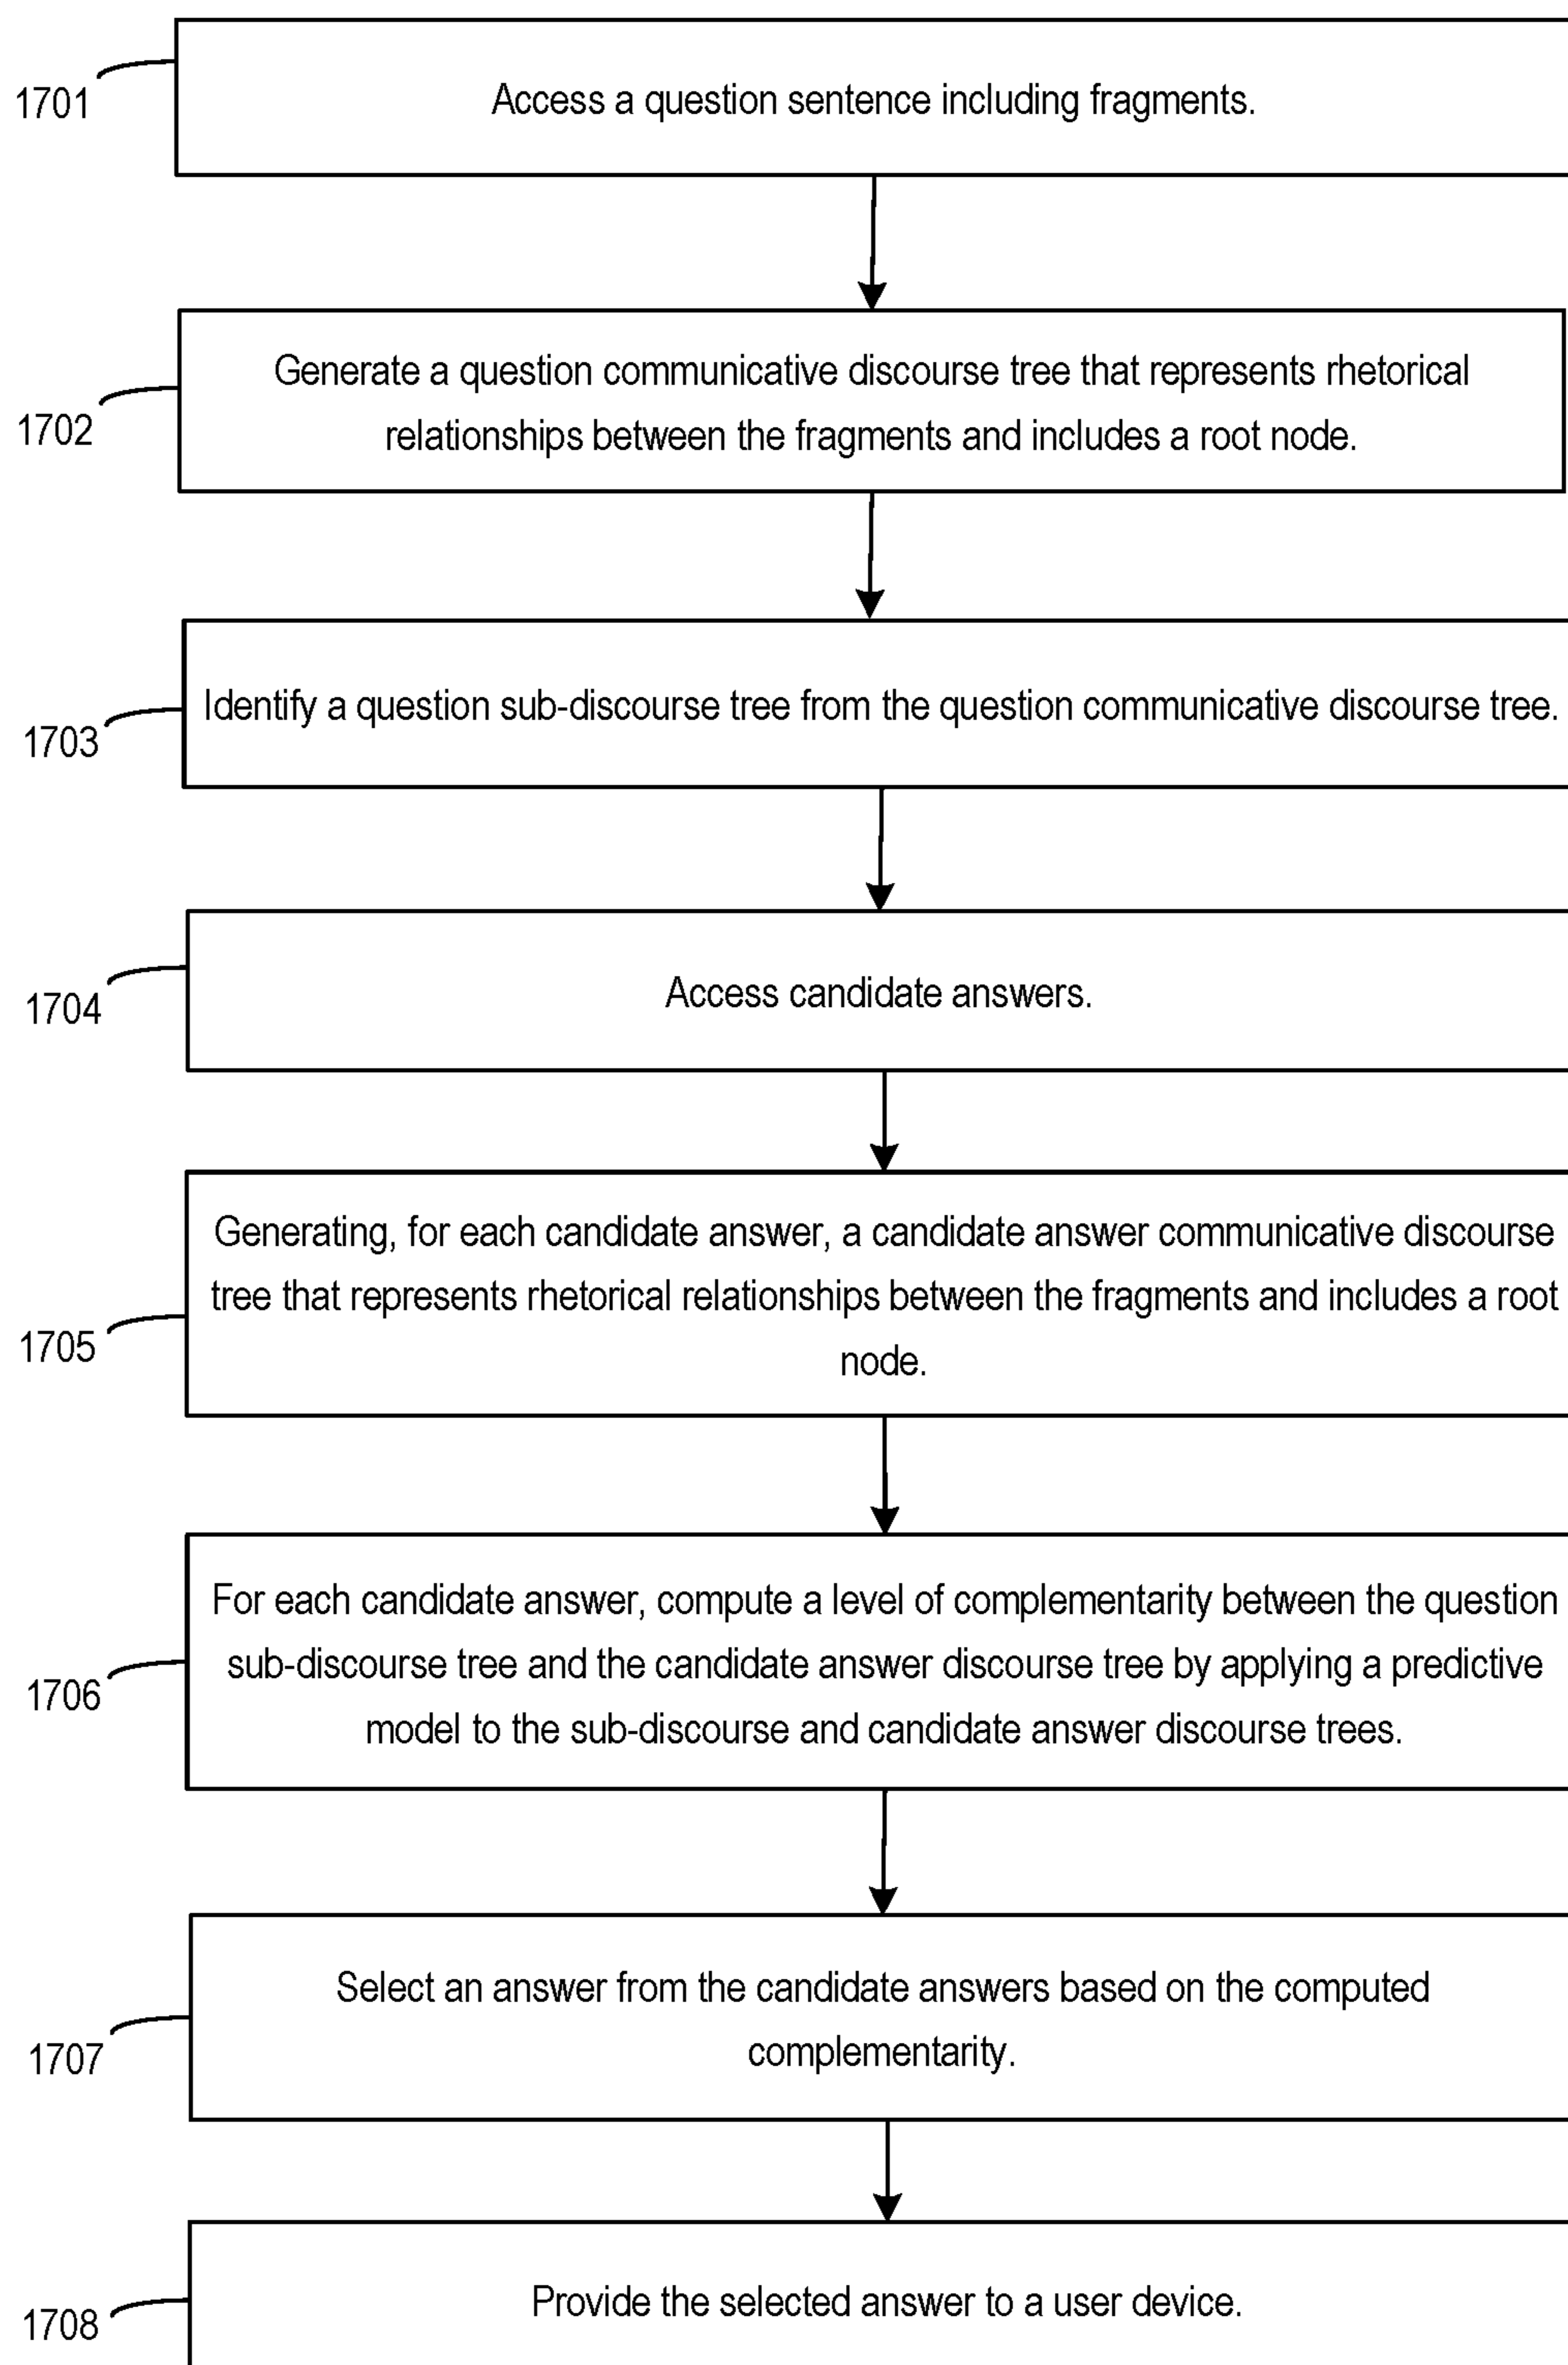 Access a question sentence including fragments.
1701
Generate a question communicative discourse tree that represents rhetorical
relationships between the fragments and includes a root node.
1702
Identify a question sub-discourse tree from the question communicative discourse tree.
1703
Access candidate answers.
1704
Generating, for each candidate answer, a candidate answer communicative discourse
tree that represents rhetorical relationships between the fragments and includes a root
node.
1705
For each candidate answer, compute a level of complementarity between the question
sub-discourse tree and the candidate answer discourse tree by applying a predictive
model to the sub-discourse and candidate answer discourse trees.
1706
Select an answer from the candidate answers based on the computed
complementarity.
1707
Provide the selected answer to a user device.
1708